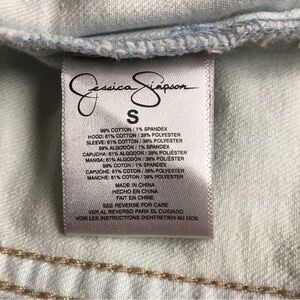 Jessica Simpson
S
99% COTTON / 1% SPANDEX
HOOD: 61% COTTON / 39% POLYESTER
SLEEVE: 61% COTTON / 39% POLYESTER
99% ALGODÓN / 1% SPANDEX
CAPUCHA: 61% ALGODÓN / 39% POLIÉSTER
MANGA: 61% ALGODÓN / 39% POLIÉSTER
99% COTON / 1% SPANDEX
CAPUCHE: 61% COTON / 39% POLYESTER
MANCHE: 61% COTON / 39% POLYESTER
MADE IN CHINA
HECHO EN CHINA
FAIT EN CHINE
SEE REVERSE FOR CARE
VER AL REVERSO PARA EL CUIDADO
VOIR LES INSTRUCTIONS D'ENTRETIEN AU DOS